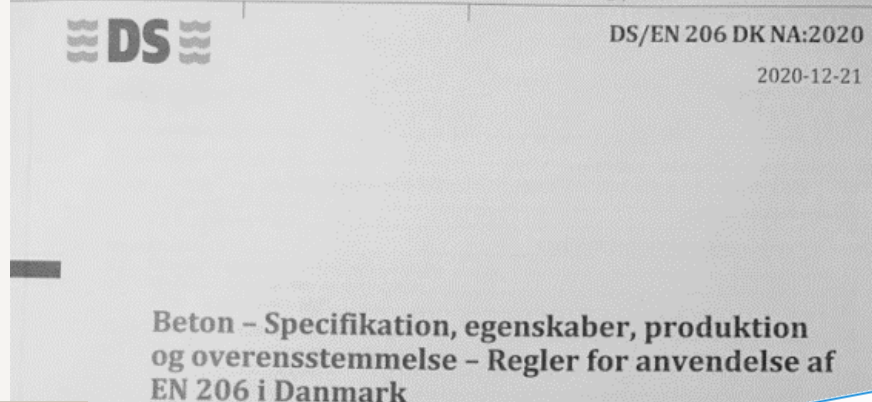 DS
DS/EN 206 DK NA:2020
2020-12-21
Beton – Specifikation, egenskaber, produktion
og overensstemmelse – Regler for anvendelse af
EN 206 i Danmark